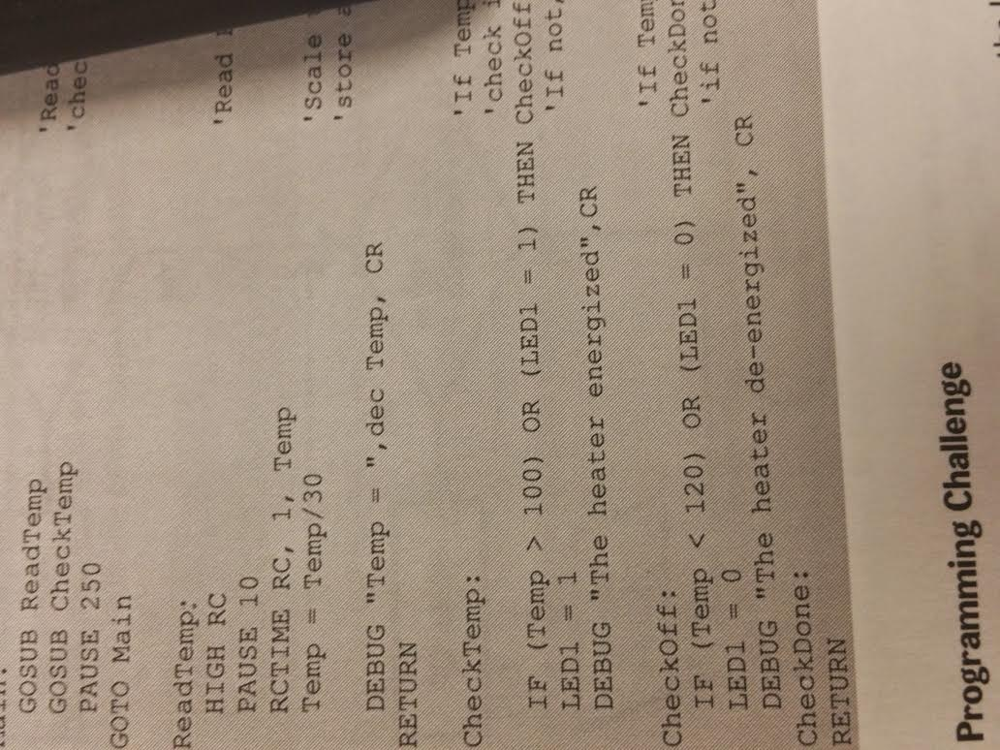 GOSUB ReadTemp 'Read
GOSUB CheckTemp 'chec
PAUSE 250
GOTO Main
ReadTemp: 'Read
HIGH RC
PAUSE 10
RCTIME RC, 1, Temp
Temp = Temp/30 'Scale
'store
DEBUG "Temp = ",dec Temp, CR
RETURN
CheckTemp: 'If Temp
'check i
IF (Temp > 100) OR (LED1 = 1) THEN CheckOff
LED1 = 1 'If not,
DEBUG "The heater energized",CR
CheckOff: 'If Tem
IF (Temp < 120) OR (LED1 = 0) THEN CheckDon
LED1 = 0 'if not
DEBUG "The heater de-energized", CR
CheckDone:
RETURN
Programming Challenge